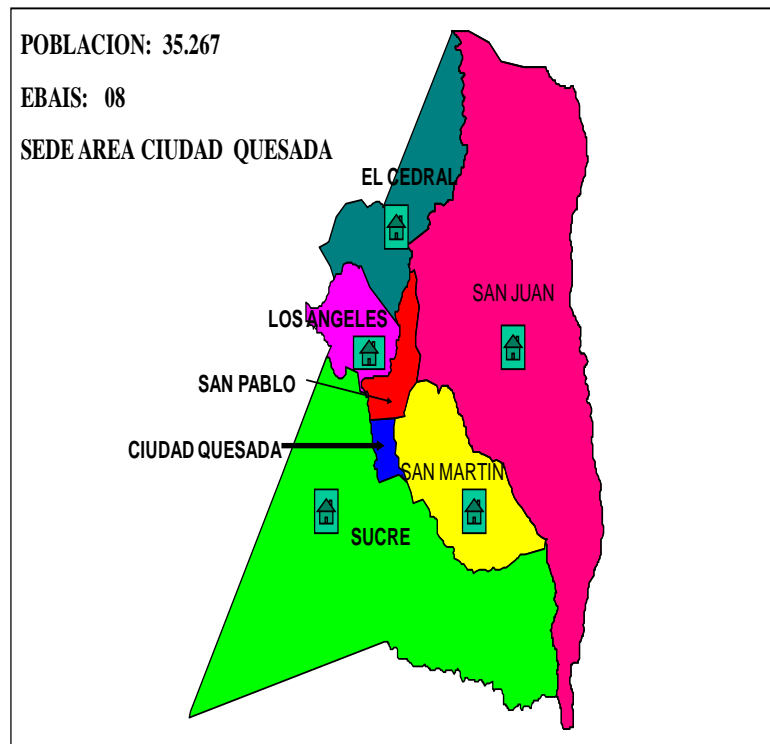 POBLACION: 35.267
EBAIS: 08
SEDE AREA CIUDAD QUESADA
EL CEDRAL
SAN JUAN
LOS ANGELES
SAN PABLO
CIUDAD QUESADA
SAN MARTIN
SUCRE